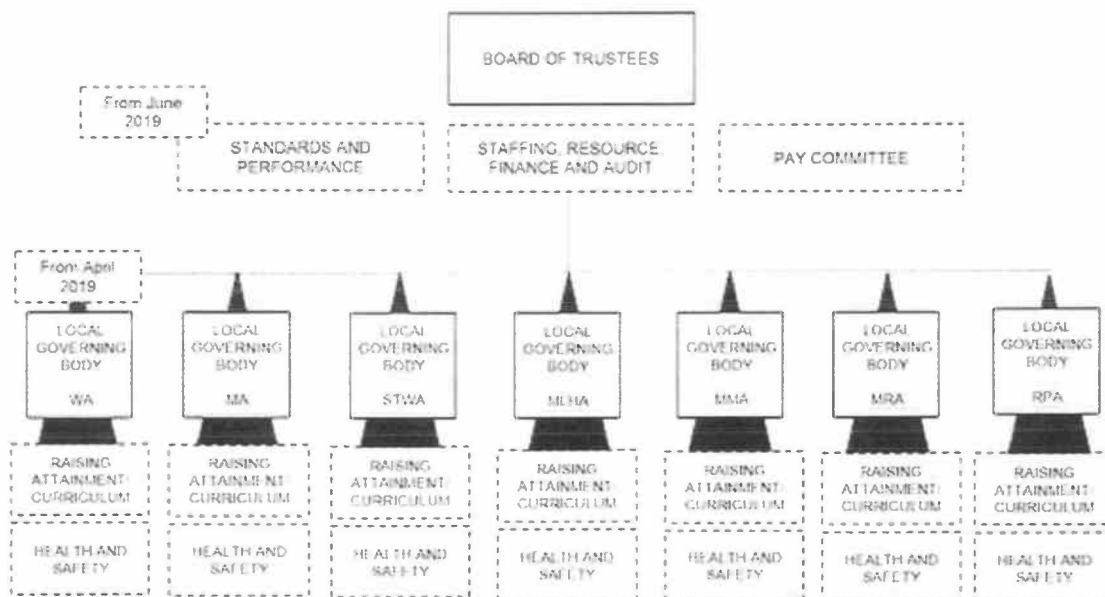 BOARD OF TRUSTEES
From June
2019
STANDARDS AND
PERFORMANCE
STAFFING, RESOURCE,
FINANCE AND AUDIT
PAY COMMITTEE
From April
2019
LOCAL
GOVERNING
BODY
WA
LOCAL
GOVERNING
BODY
MA
LOCAL
GOVERNING
BODY
STWA
LOCAL
GOVERNING
BODY
MLHA
LOCAL
GOVERNING
BODY
MMA
LOCAL
GOVERNING
BODY
MRA
LOCAL
GOVERNING
BODY
RPA
RAISING
ATTAINMENT/
CURRICULUM
RAISING
ATTAINMENT/
CURRICULUM
RAISING
ATTAINMENT/
CURRICULUM
RAISING
ATTAINMENT/
CURRICULUM
RAISING
ATTAINMENT/
CURRICULUM
RAISING
ATTAINMENT/
CURRICULUM
RAISING
ATTAINMENT/
CURRICULUM
HEALTH AND
SAFETY
HEALTH AND
SAFETY
HEALTH AND
SAFETY
HEALTH AND
SAFETY
HEALTH AND
SAFETY
HEALTH AND
SAFETY
HEALTH AND
SAFETY